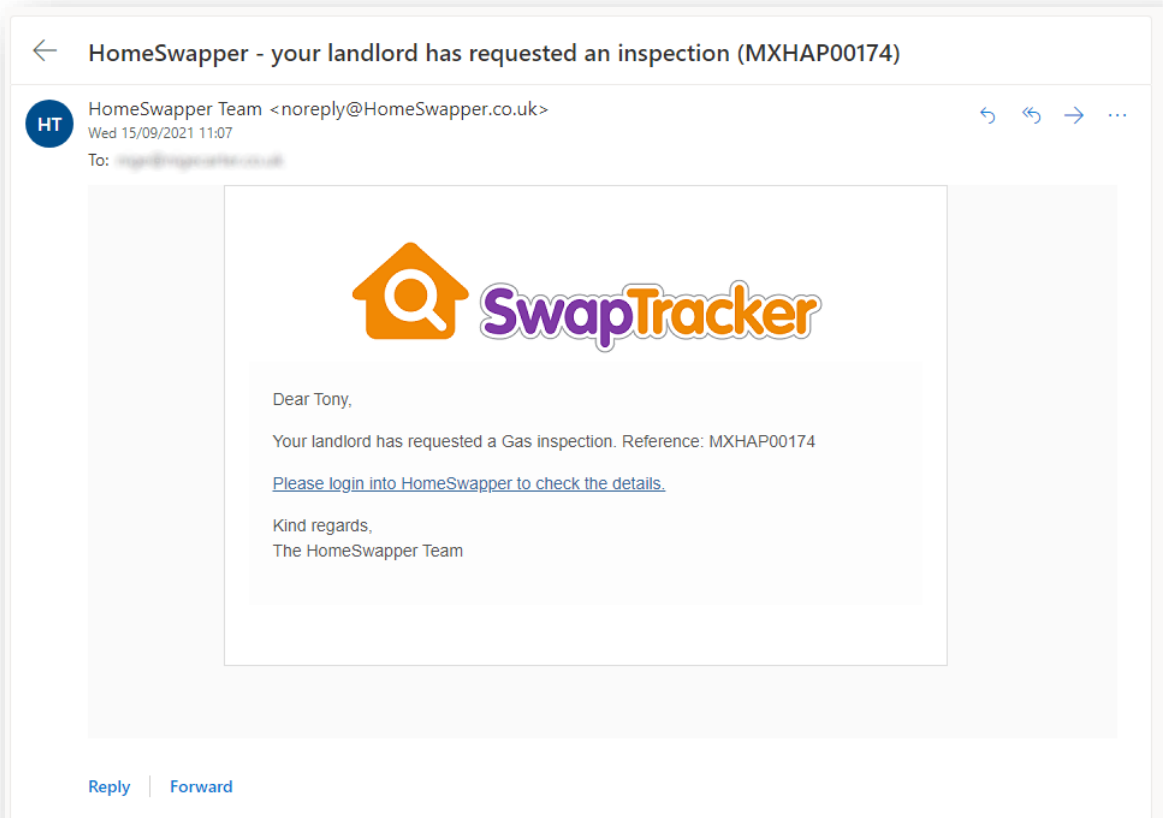 HomeSwapper - your landlord has requested an inspection (MXHAP00174)
HT
HomeSwapper Team <noreply@HomeSwapper.co.uk>
Wed 15/09/2021 11:07
To:
SwapTracker
Dear Tony,
Your landlord has requested a Gas inspection. Reference: MXHAP00174
Please login into HomeSwapper to check the details.
Kind regards,
The HomeSwapper Team
Reply
Forward